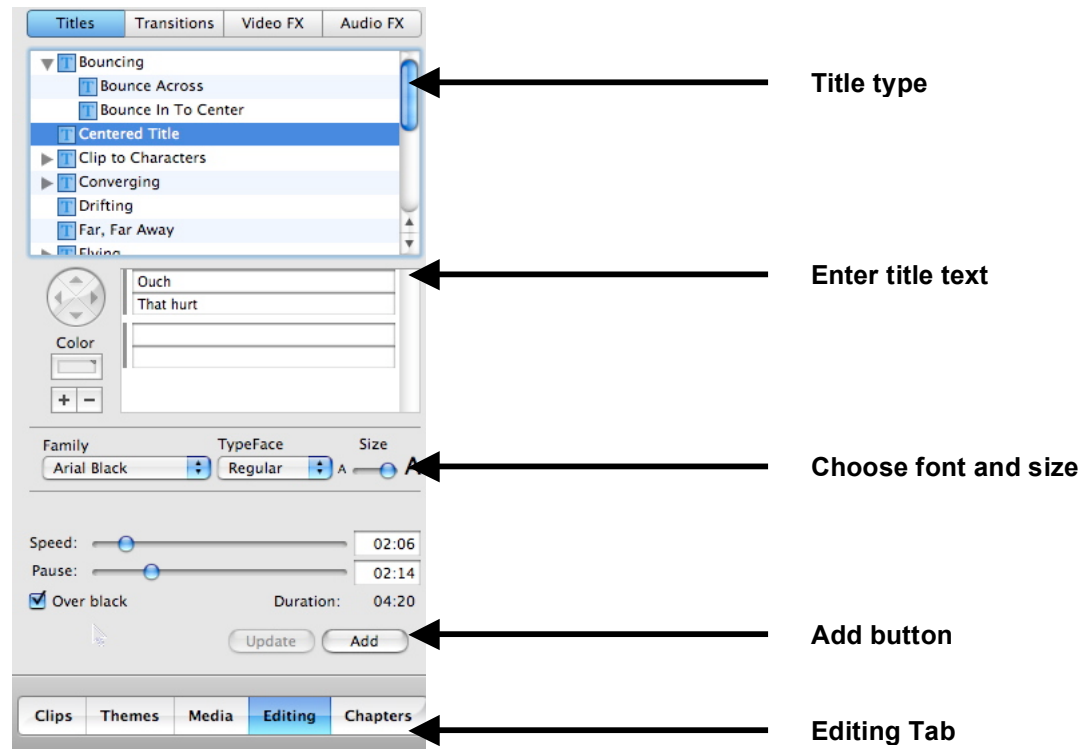 Titles Transitions Video FX Audio FX
Bouncing
Bounce Across
Title type
Bounce In To Center
Centered Title
Clip to Characters
Converging
Drifting
Far, Far Away
Flying
Enter title text
Ouch
That hurt
Color
+ −
Family TypeFace Size
Arial Black Regular A A
Choose font and size
Speed: 02:06
Pause: 02:14
Over black Duration: 04:20
Update Add
Add button
Clips Themes Media Editing Chapters
Editing Tab